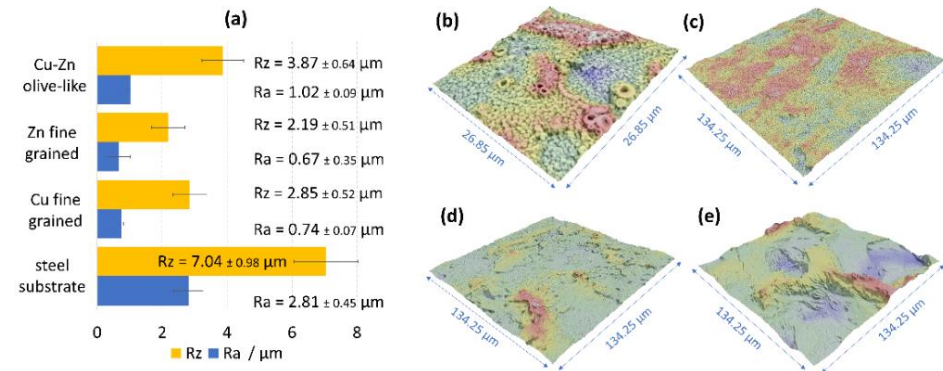 (a)
Cu-Zn
olive-like
Rz = 3.87 ± 0.64 µm
Ra = 1.02 ± 0.09 µm
Zn fine
grained
Rz = 2.19 ± 0.51 µm
Ra = 0.67 ± 0.35 µm
Cu fine
grained
Rz = 2.85 ± 0.52 µm
Ra = 0.74 ± 0.07 µm
steel
substrate
Rz = 7.04 ± 0.98 µm
Ra = 2.81 ± 0.45 µm
0 2 4 6 8
Rz Ra / µm
(b)
26.85 µm
26.85 µm
(c)
134.25 µm
134.25 µm
(d)
134.25 µm
134.25 µm
(e)
134.25 µm
134.25 µm